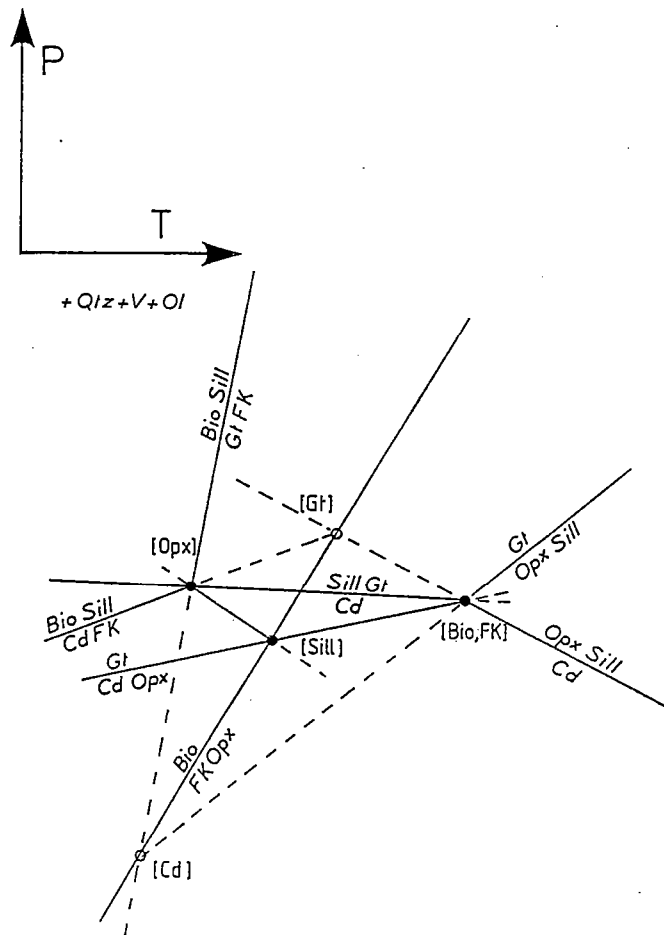 P
T
+ Qtz + V + Ol
Bio Sill
Gt FK
[Gt]
[Opx]
Gt
Opx Sill
Sill Gt
Cd
[Bio,FK]
Bio Sill
Cd FK
[Sill]
Opx Sill
Cd
Gt
Cd Opx
Bio
FK Opx
[Cd]